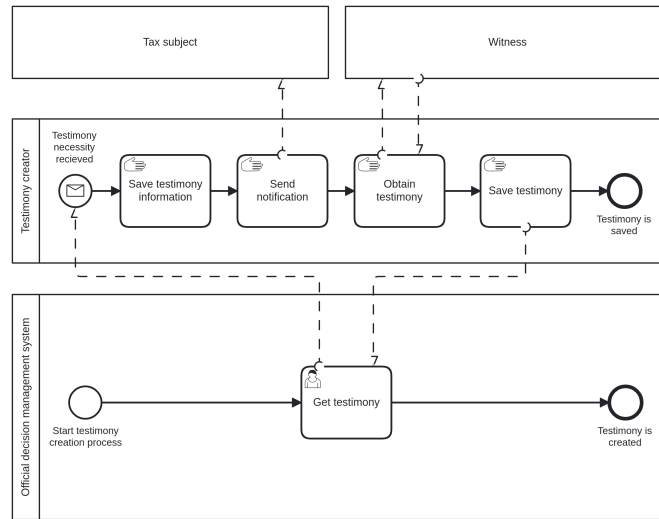 Tax subject
Witness
Testimony creator
Testimony
necessity
recieved
Save testimony
information
Send
notification
Obtain
testimony
Save testimony
Testimony is
saved
Official decision management system
Start testimony
creation process
Get testimony
Testimony is
created